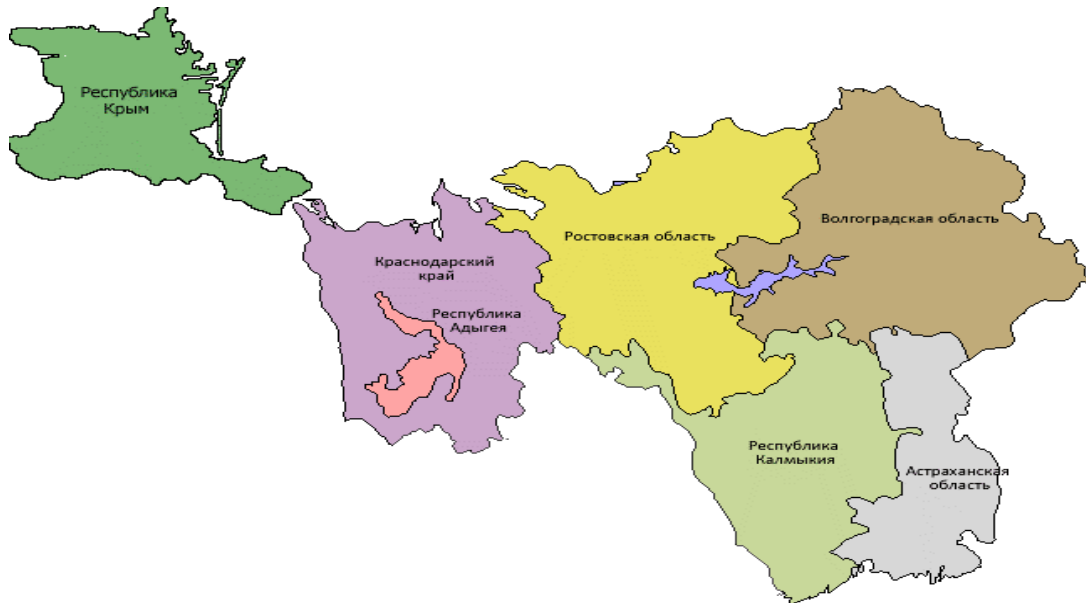 Республика
Крым
Волгоградская область
Ростовская область
Краснодарский
край
Республика
Адыгея
Республика
Калмыкия
Астраханская
область